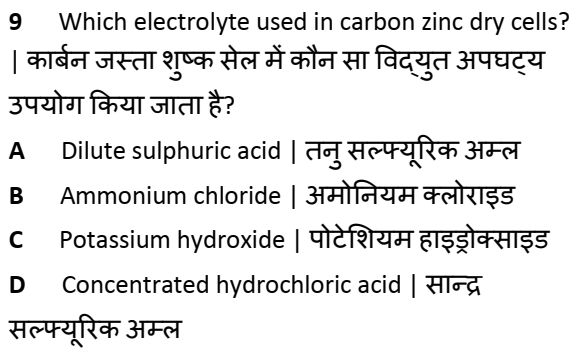 9 Which electrolyte used in carbon zinc dry cells?
| कार्बन जस्ता शुष्क सेल में कौन सा विद्युत अपघट्य
उपयोग किया जाता है?
A Dilute sulphuric acid | तनु सल्फ्यूरिक अम्ल
B Ammonium chloride | अमोनियम क्लोराइड
C Potassium hydroxide | पोटेशियम हाइड्रोक्साइड
D Concentrated hydrochloric acid | सान्द्र
सल्फ्यूरिक अम्ल